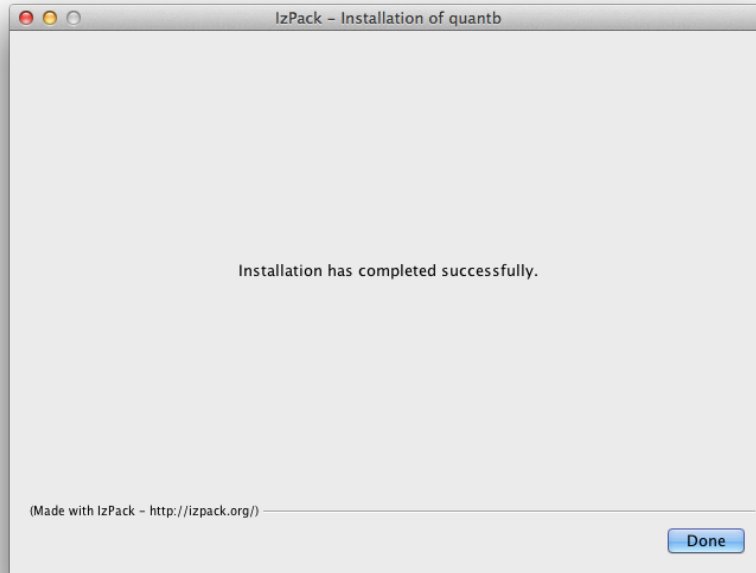 IzPack – Installation of quantb
Installation has completed successfully.
(Made with IzPack – http://izpack.org/)
Done